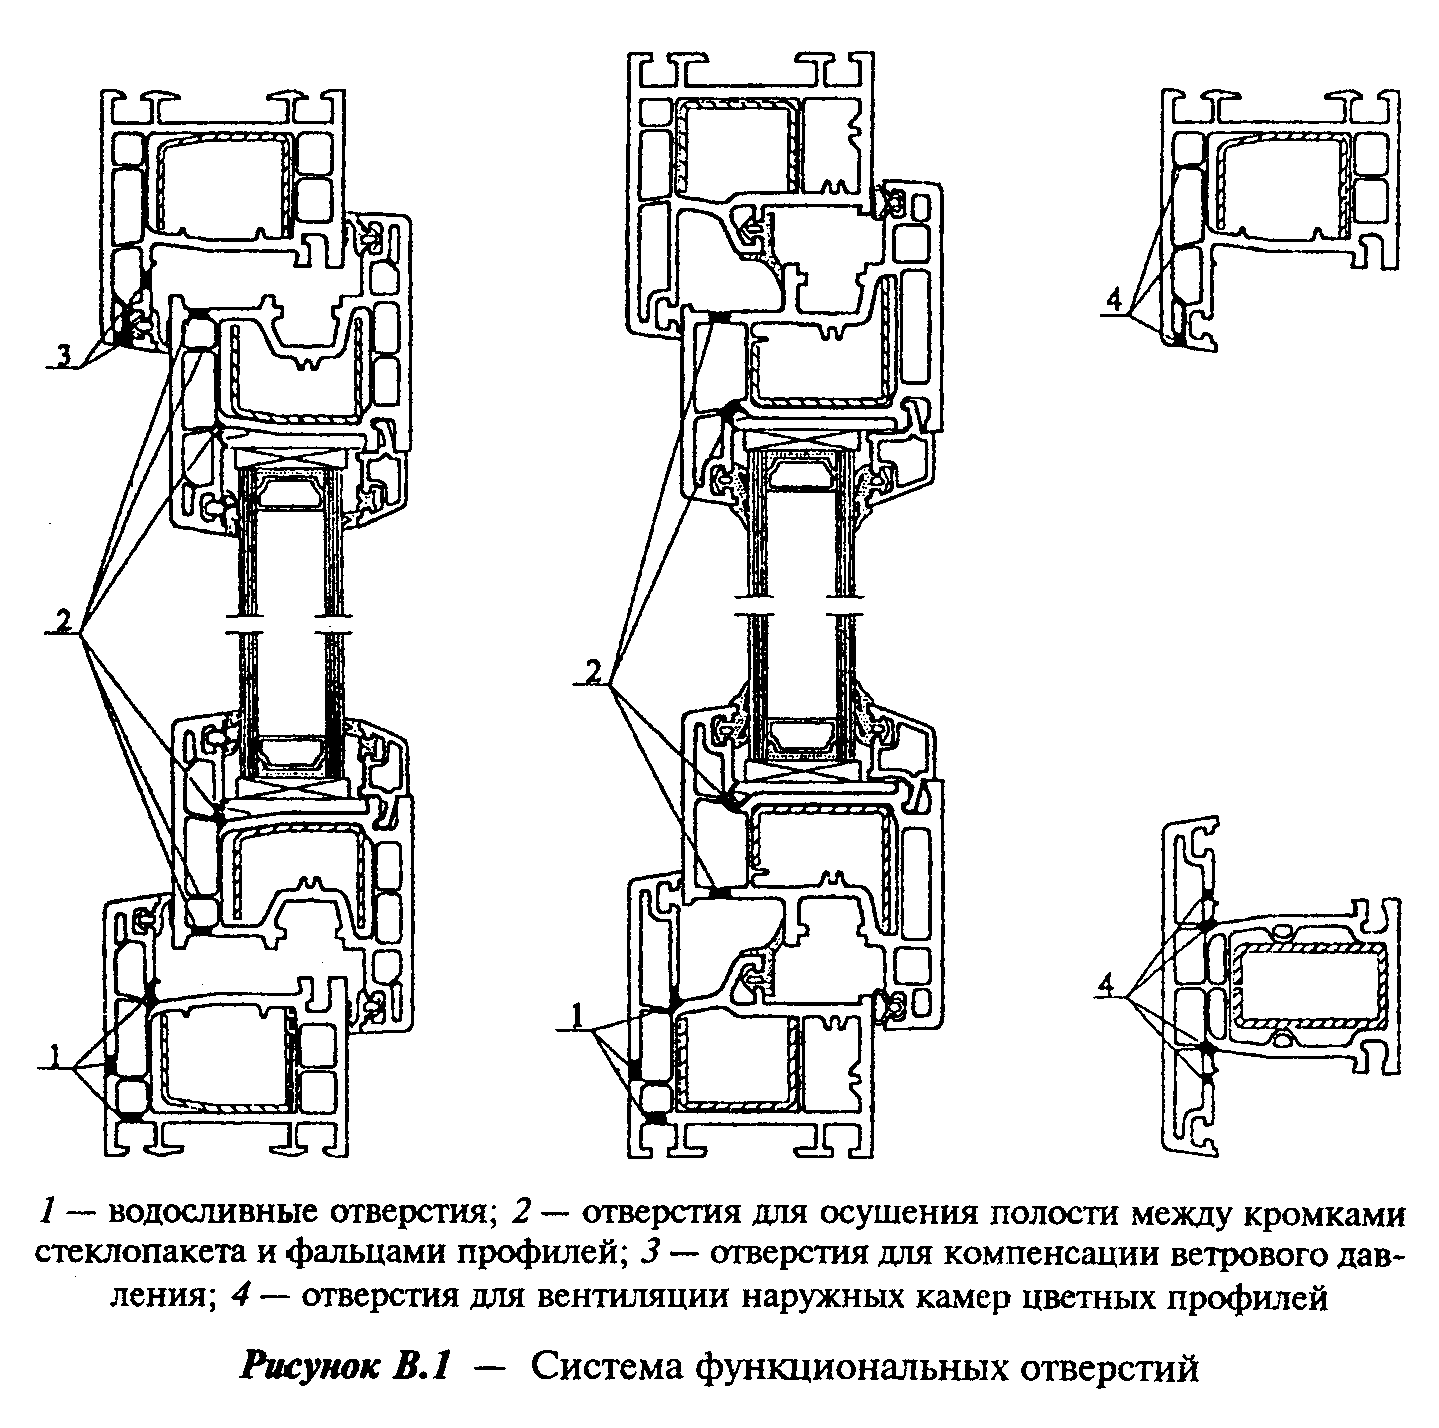 3
4
2
2
4
1
1
1 — водосливные отверстия; 2 — отверстия для осушения полости между кромками
стеклопакета и фальцами профилей; 3 — отверстия для компенсации ветрового дав-
ления; 4 — отверстия для вентиляции наружных камер цветных профилей
Рисунок В.1 — Система функциональных отверстий